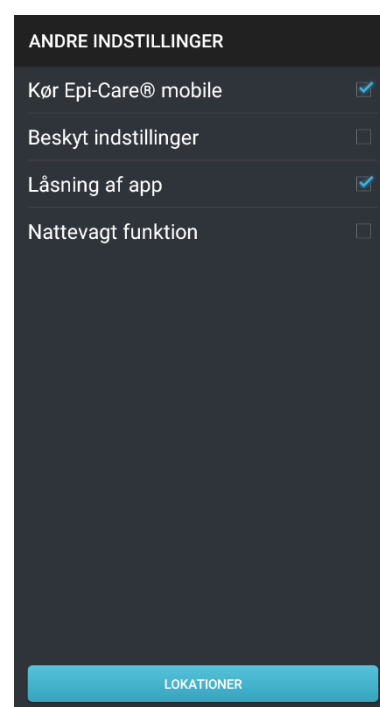 ANDRE INDSTILLINGER
Kør Epi-Care® mobile
Beskyt indstillinger
Låsning af app
Nattevagt funktion
LOKATIONER